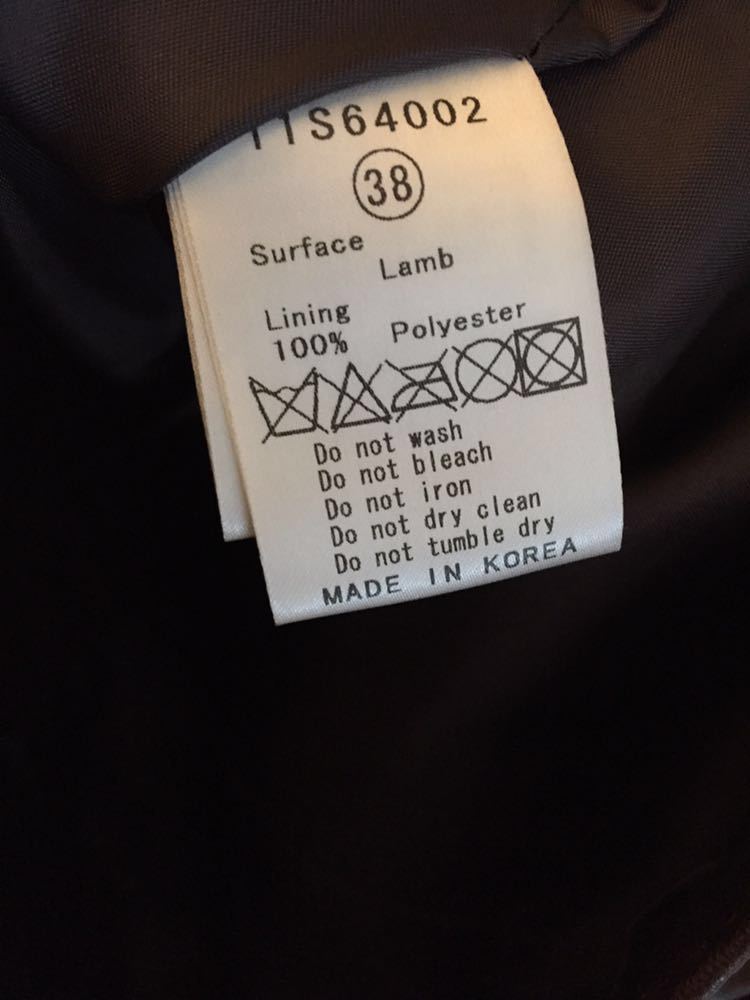 11S64002
38
Surface
Lamb
Lining
100% Polyester
Do not wash
Do not bleach
Do not iron
Do not dry clean
Do not tumble dry
MADE IN KOREA